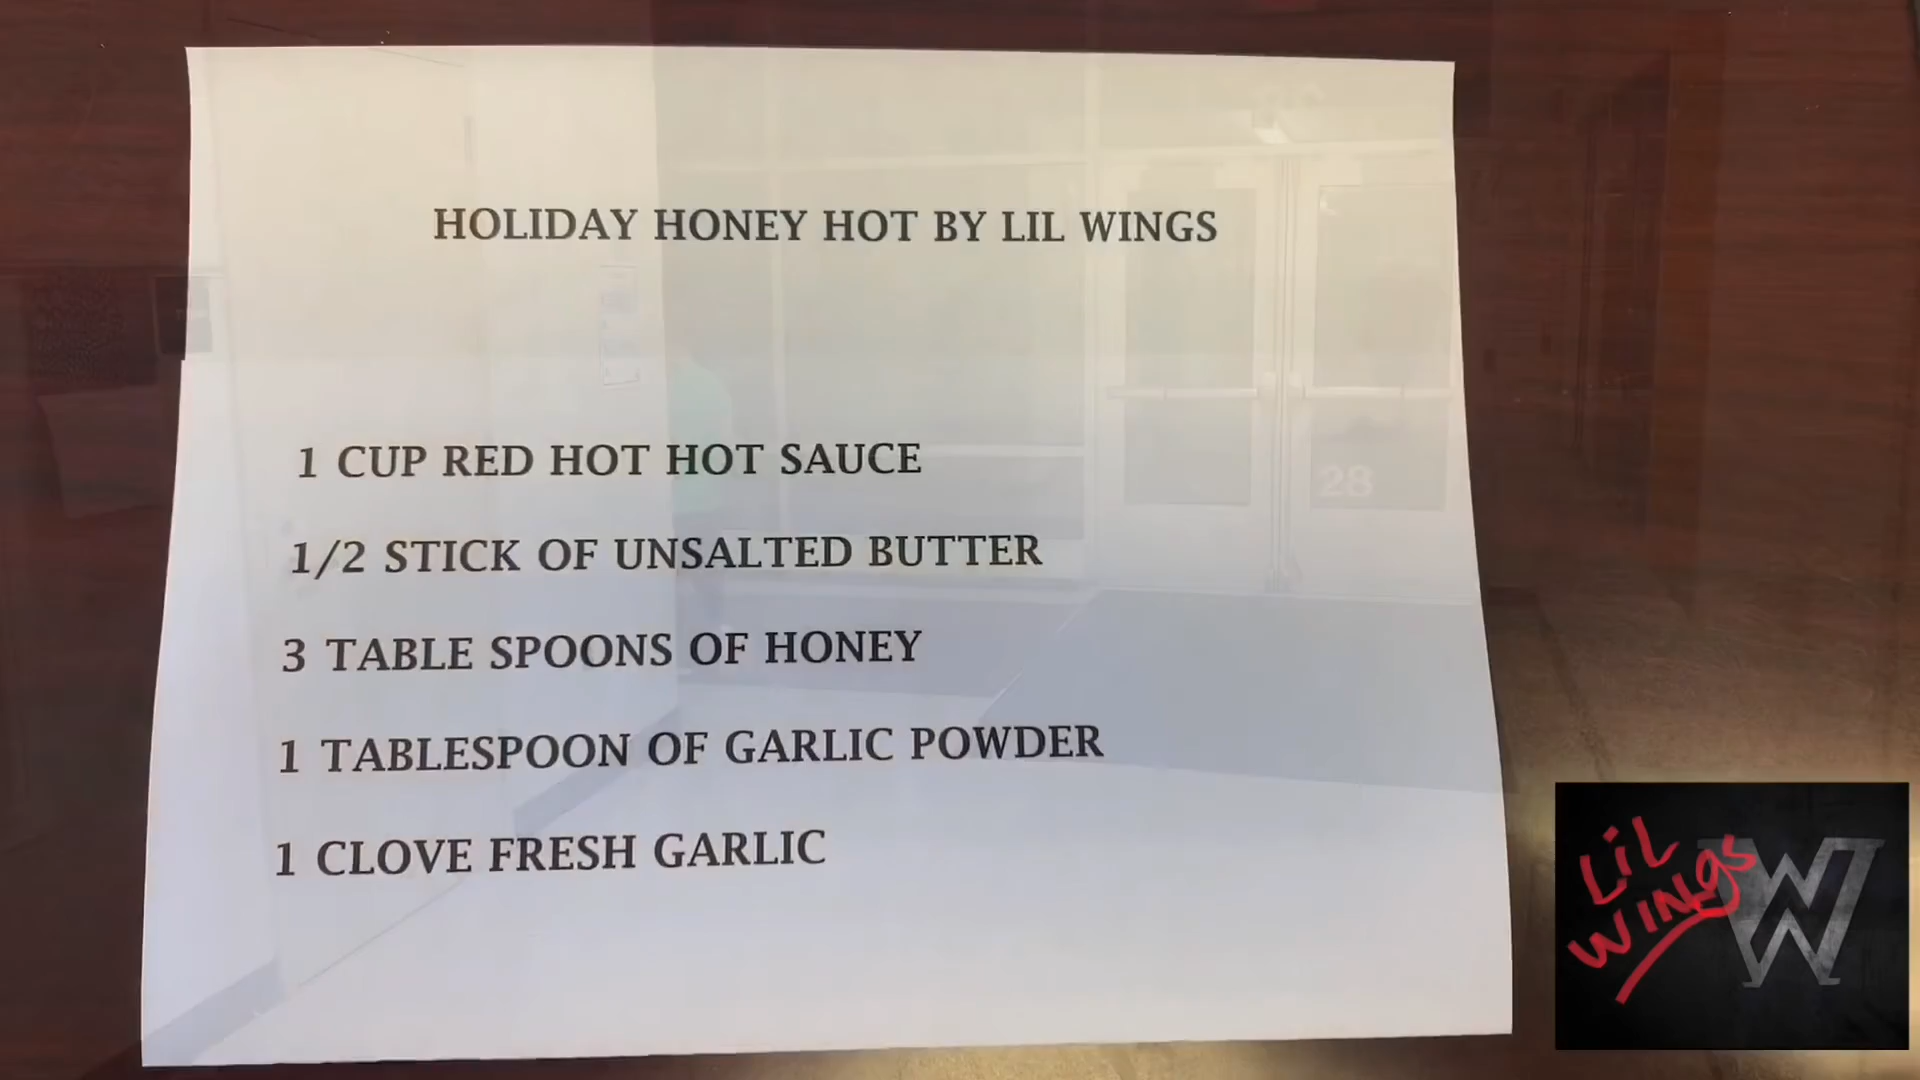 HOLIDAY HONEY HOT BY LIL WINGS
1 CUP RED HOT HOT SAUCE
1/2 STICK OF UNSALTED BUTTER
3 TABLE SPOONS OF HONEY
1 TABLESPOON OF GARLIC POWDER
1 CLOVE FRESH GARLIC
28
LiL
WINgs
W